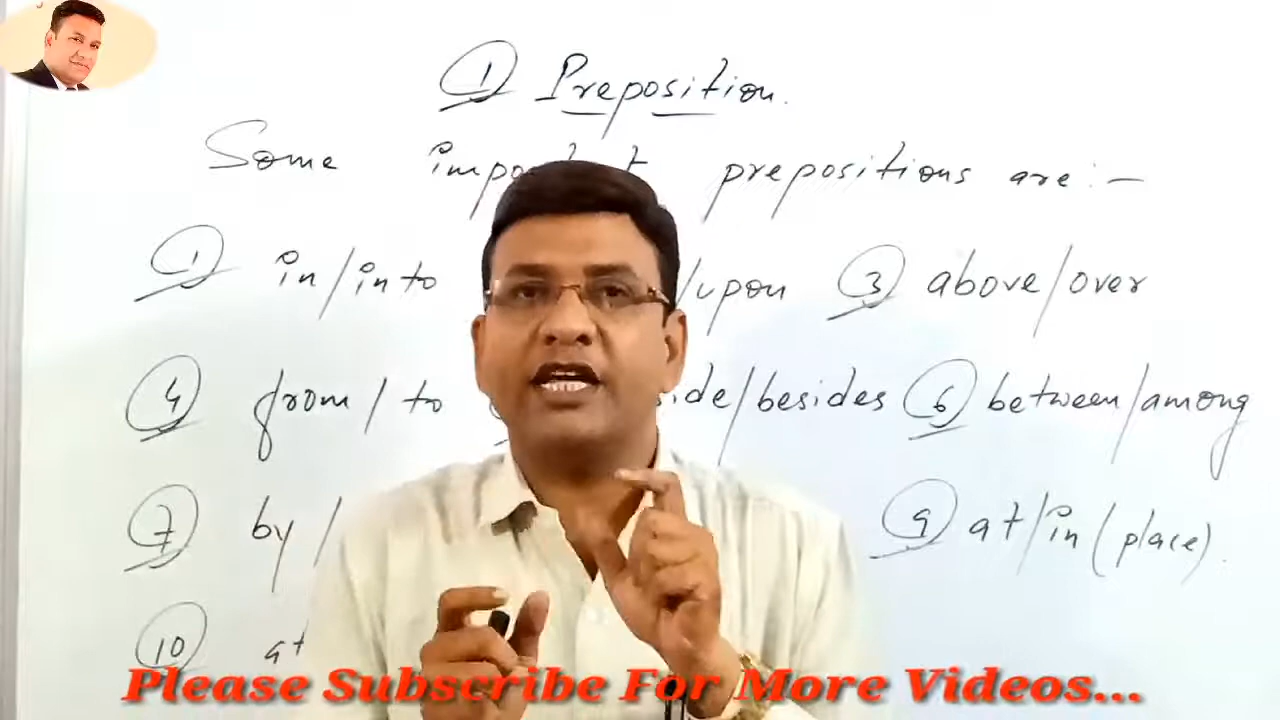 ① Preposition.
Some prepositions are:-
① in/into /upon ③ above/over
④ from/to /besides ⑥ between/among
⑦ by/ ⑨ at/in (place).
⑩ at
Please Subscribe For More Videos...